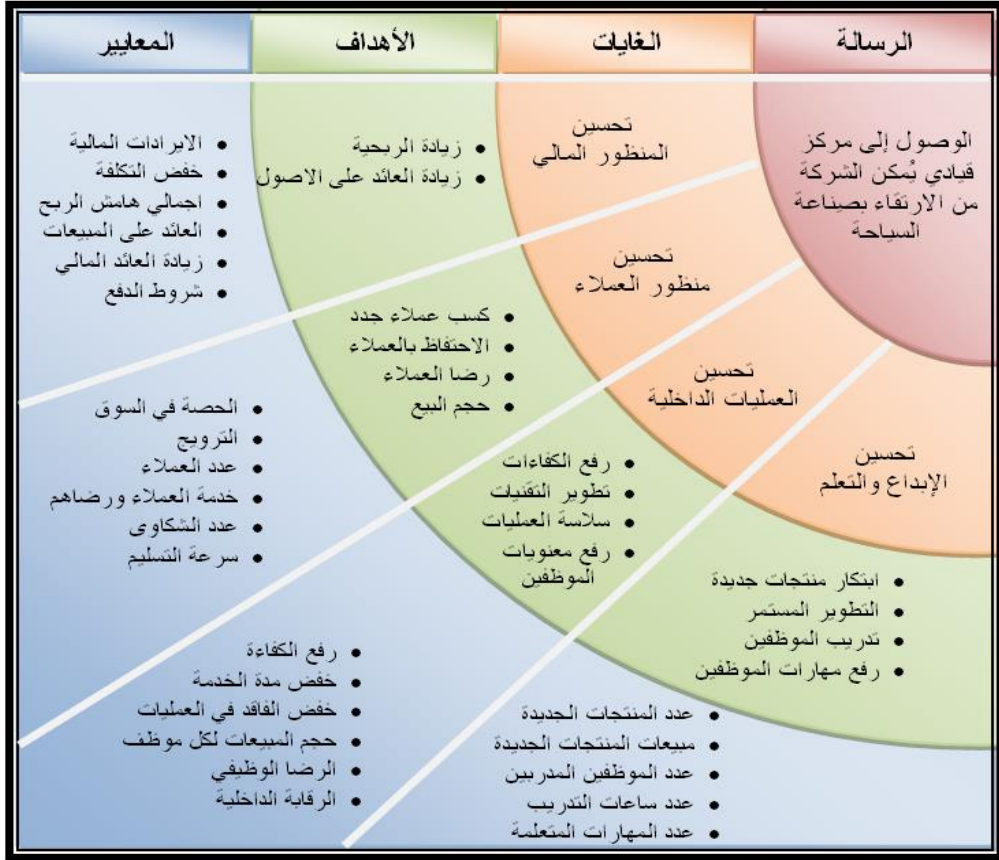 الرسالة
الغايات
الأهداف
المعايير
الوصول إلى مركز
قيادي يُمكن الشركة
من الارتقاء بصناعة
السياحة
تحسين
المنظور المالي
تحسين
منظور العملاء
تحسين
العمليات الداخلية
تحسين
الإبداع والتعلم
• زيادة الربحية
• زيادة العائد على الاصول
• كسب عملاء جدد
• الاحتفاظ بالعملاء
• رضا العملاء
• حجم البيع
• رفع الكفاءات
• تطوير التقنيات
• سلاسة العمليات
• رفع معنويات
الموظفين
• ابتكار منتجات جديدة
• التطوير المستمر
• تدريب الموظفين
• رفع مهارات الموظفين
• الايرادات المالية
• خفض التكلفة
• اجمالي هامش الربح
• العائد على المبيعات
• زيادة العائد المالي
• شروط الدفع
• الحصة في السوق
• الترويج
• عدد العملاء
• خدمة العملاء ورضاهم
• عدد الشكاوى
• سرعة التسليم
• رفع الكفاءة
• خفض مدة الخدمة
• خفض الفاقد في العمليات
• حجم المبيعات لكل موظف
• الرضا الوظيفي
• الرقابة الداخلية
• عدد المنتجات الجديدة
• مبيعات المنتجات الجديدة
• عدد الموظفين المدربين
• عدد ساعات التدريب
• عدد المهارات المتعلمة